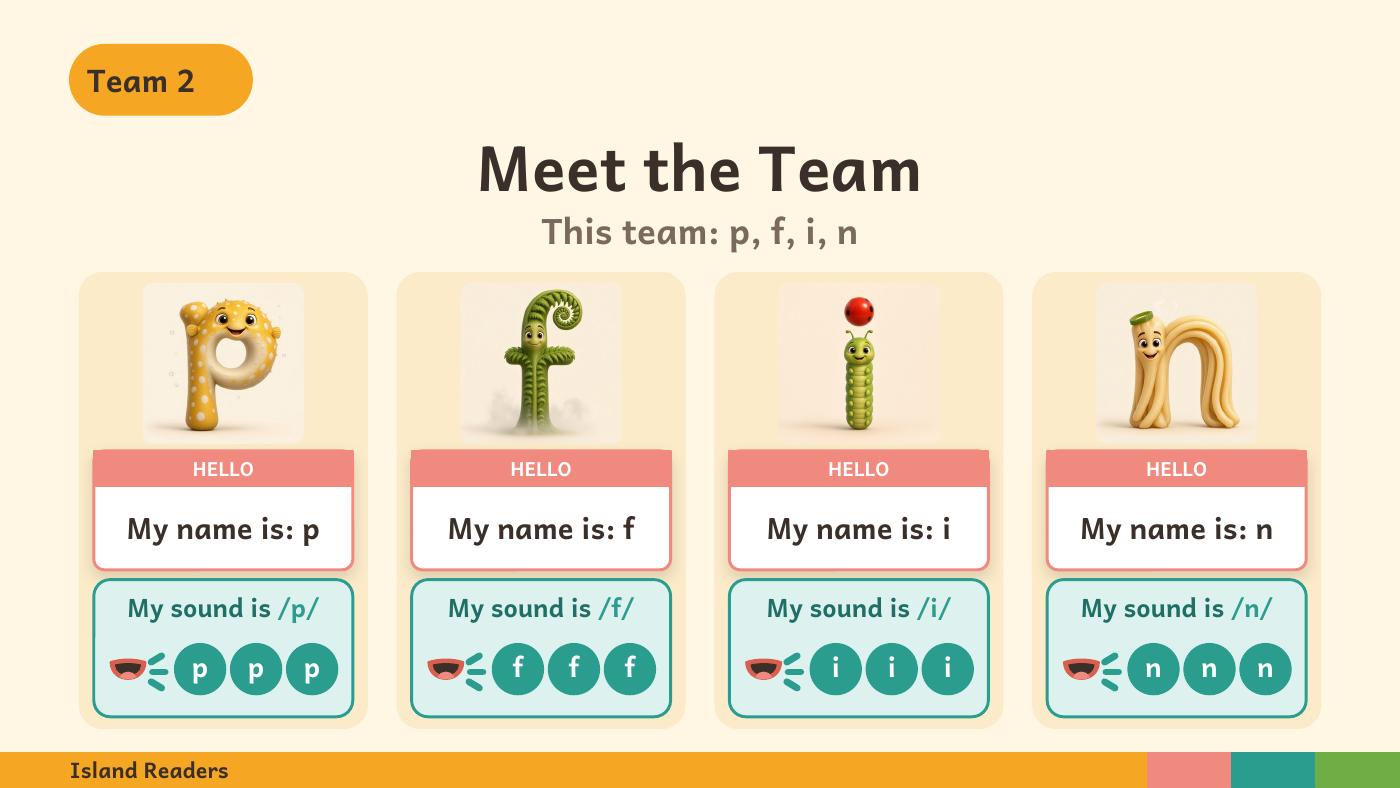 Team 2
Meet the Team
This team: p, f, i, n
HELLO
My name is: p
My sound is /p/
p p p
HELLO
My name is: f
My sound is /f/
f f f
HELLO
My name is: i
My sound is /i/
i i i
HELLO
My name is: n
My sound is /n/
n n n
Island Readers